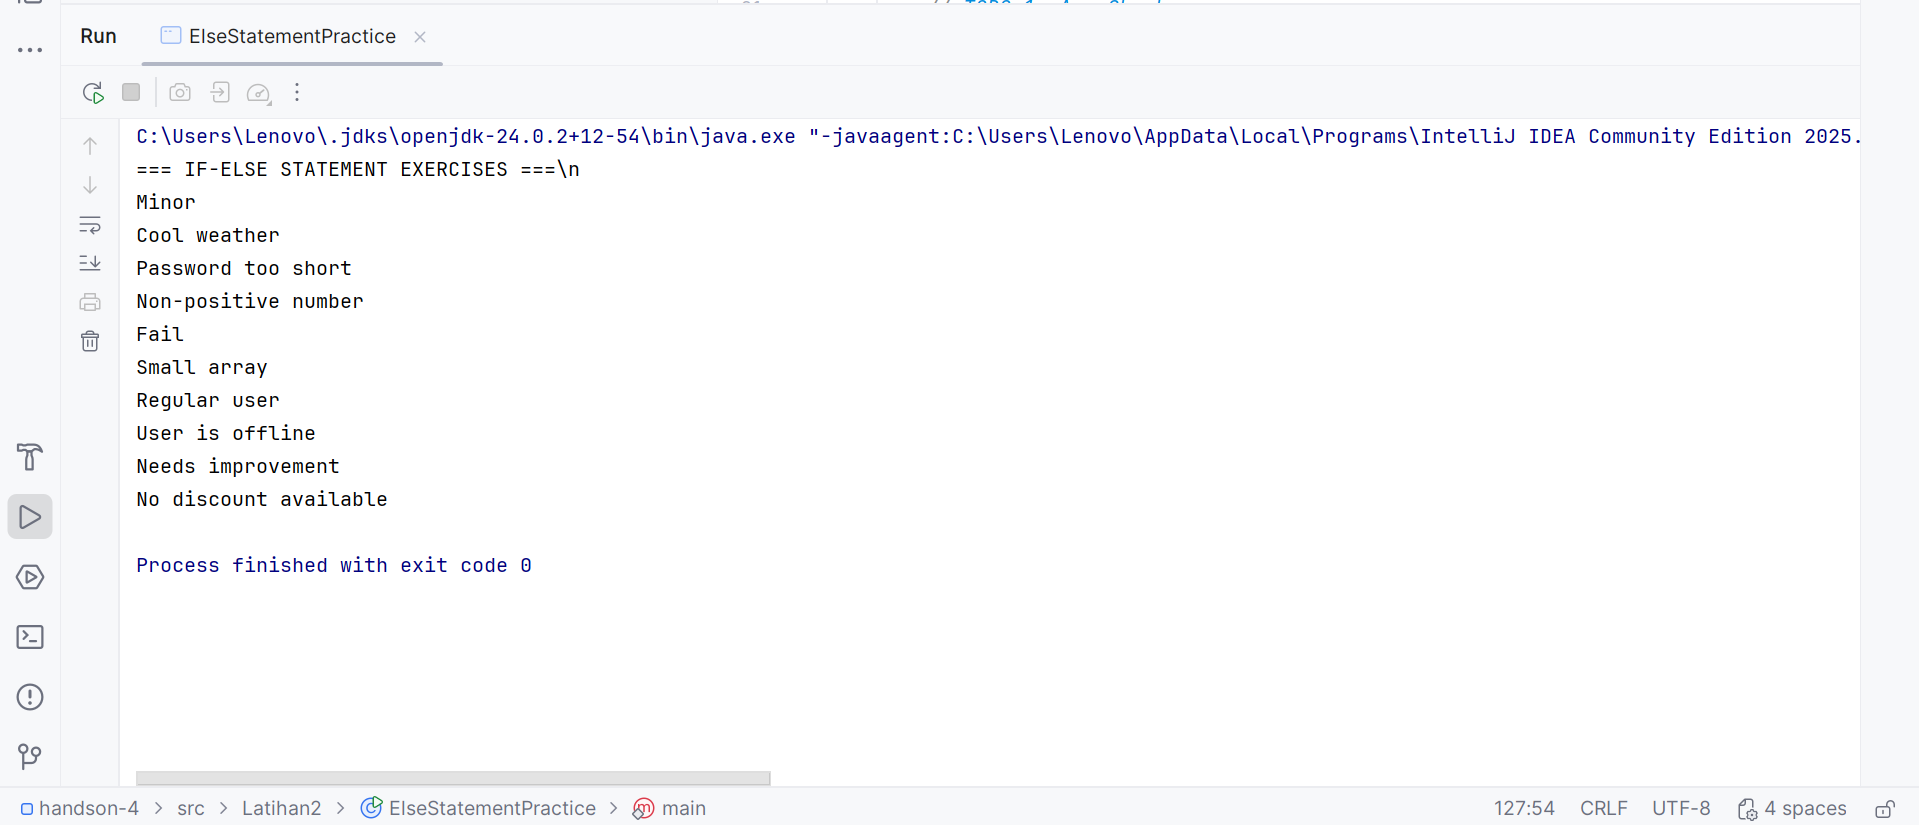 Run ElseStatementPractice
C:\Users\Lenovo\.jdks\openjdk-24.0.2+12-54\bin\java.exe "-javaagent:C:\Users\Lenovo\AppData\Local\Programs\IntelliJ IDEA Community Edition 2025.
=== IF-ELSE STATEMENT EXERCISES ===\n
Minor
Cool weather
Password too short
Non-positive number
Fail
Small array
Regular user
User is offline
Needs improvement
No discount available
Process finished with exit code 0
handson-4 > src > Latihan2 > ElseStatementPractice > main 127:54 CRLF UTF-8 4 spaces